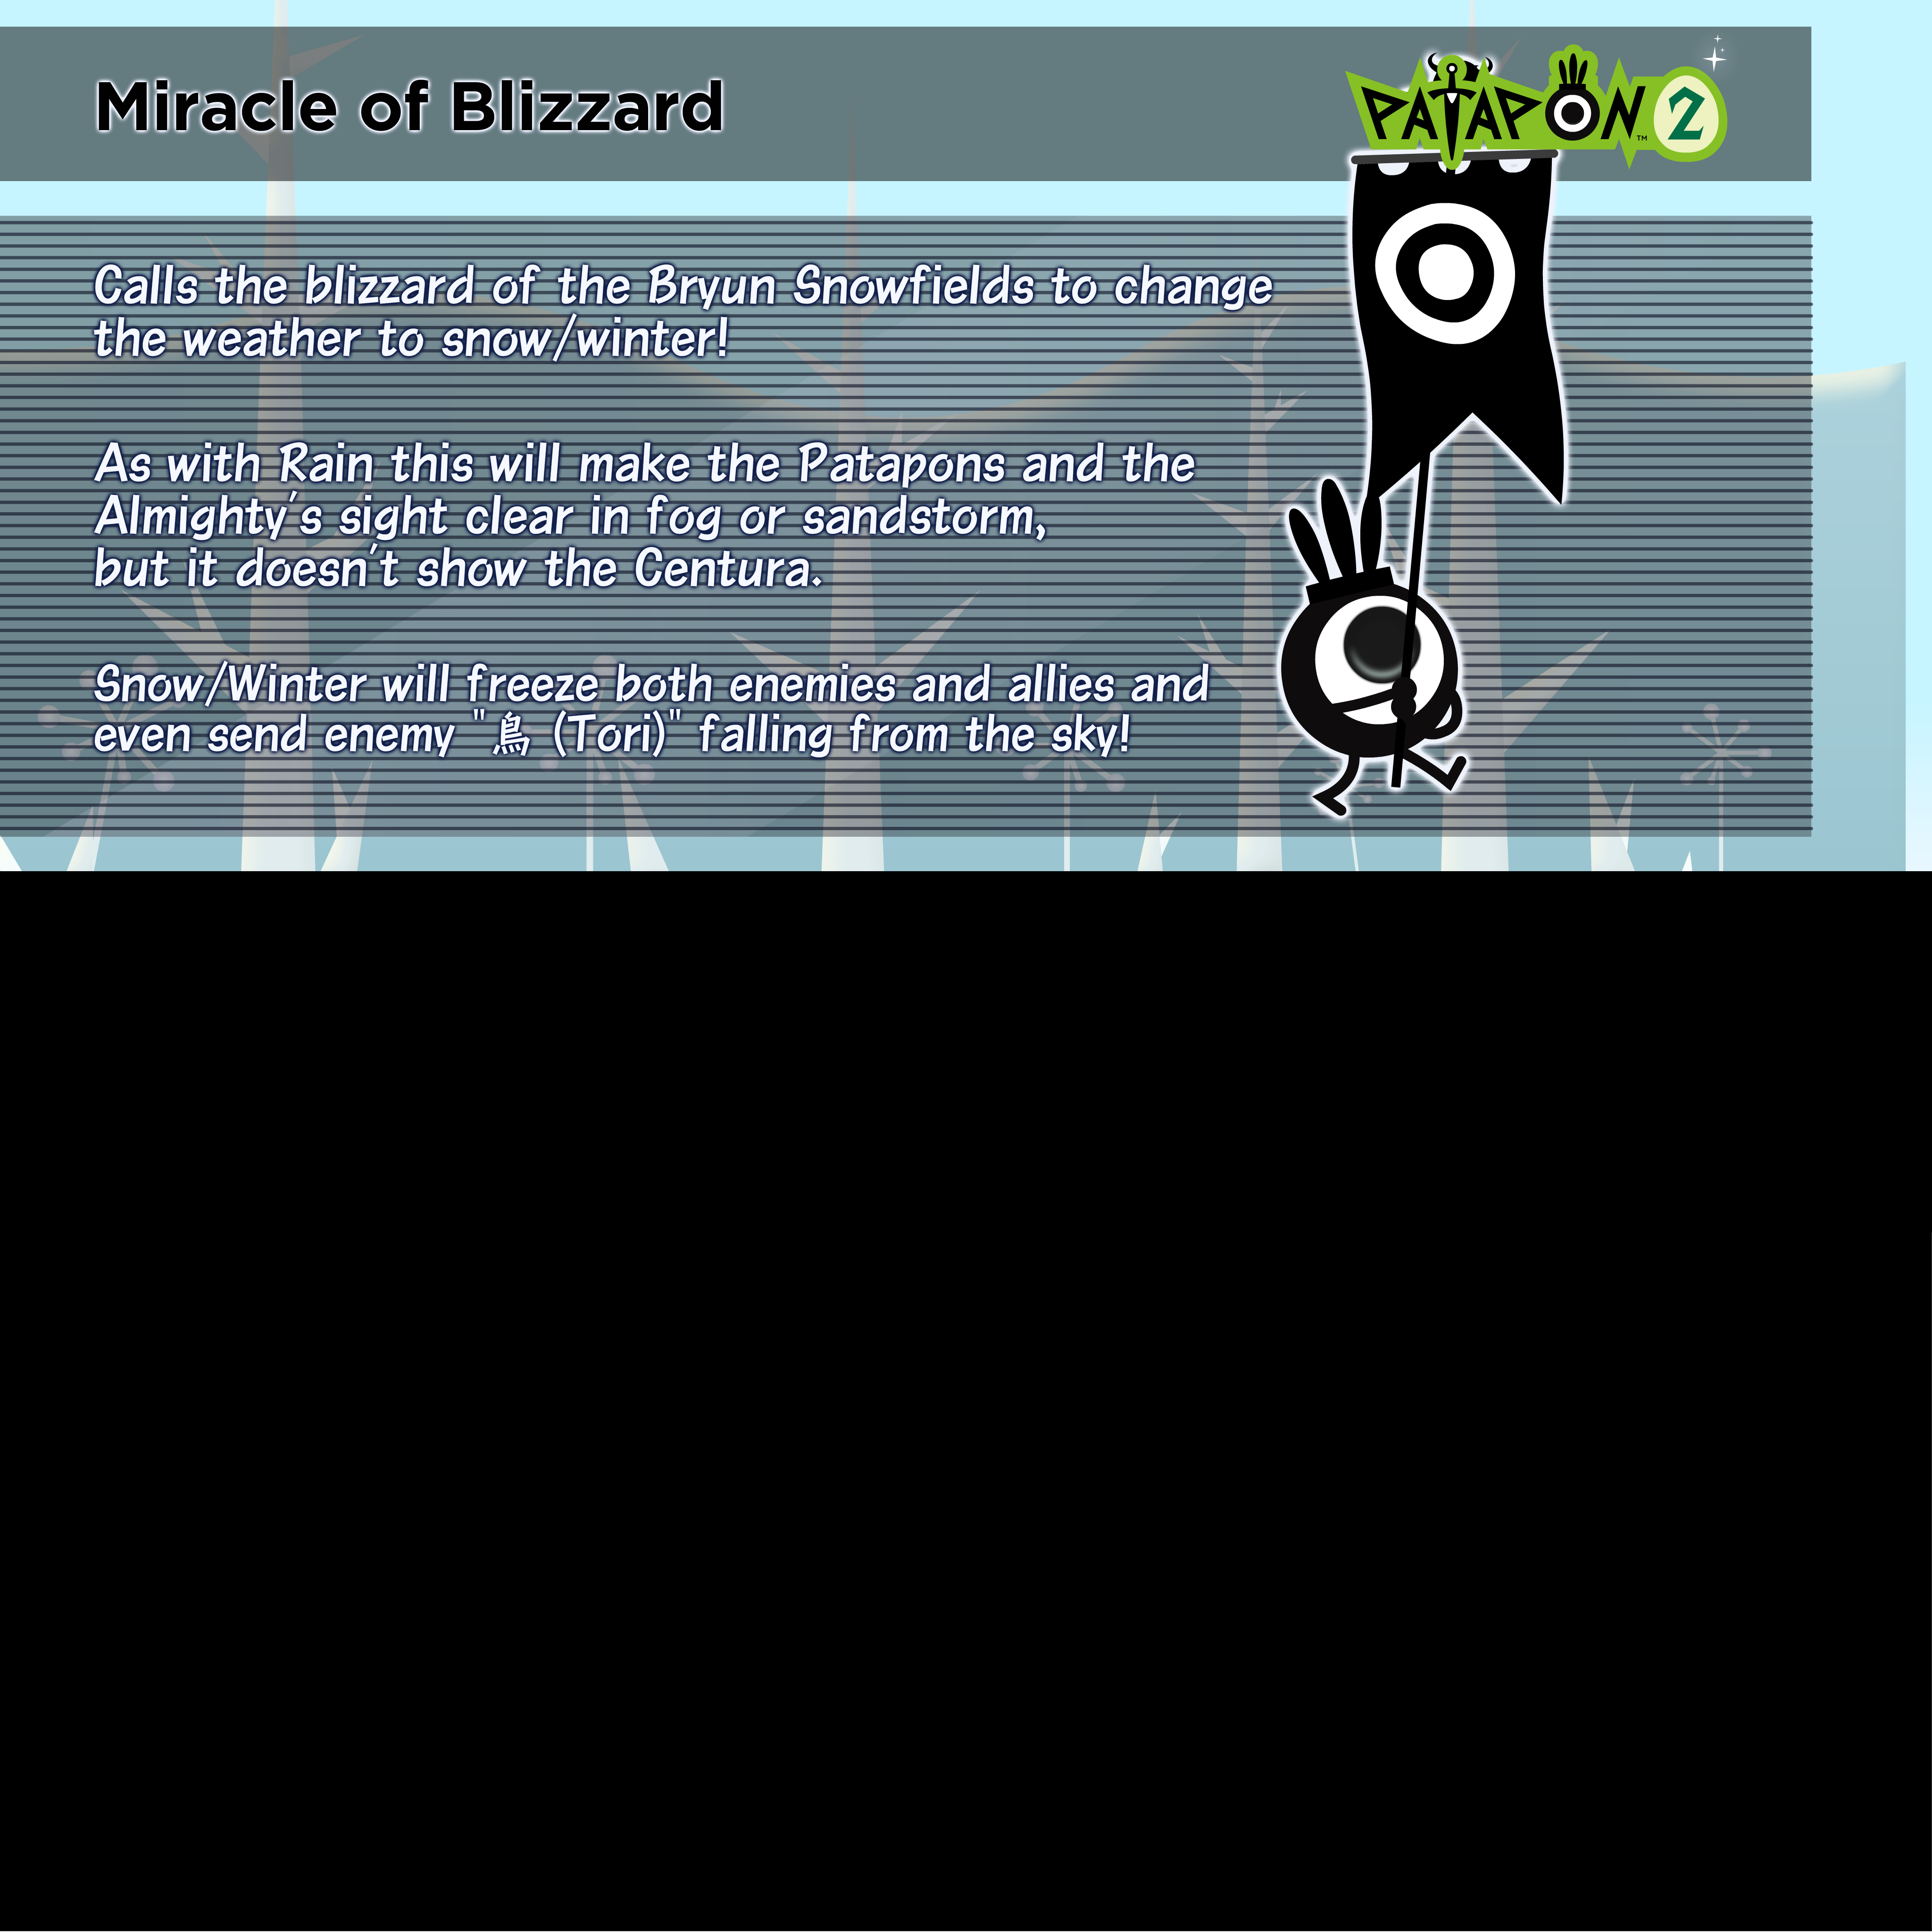 Miracle of Blizzard
PATAPON™ 2
Calls the blizzard of the Bryun Snowfields to change
the weather to snow/winter!
As with Rain this will make the Patapons and the
Almighty's sight clear in fog or sandstorm,
but it doesn't show the Centura.
Snow/Winter will freeze both enemies and allies and
even send enemy "鳥 (Tori)" falling from the sky!